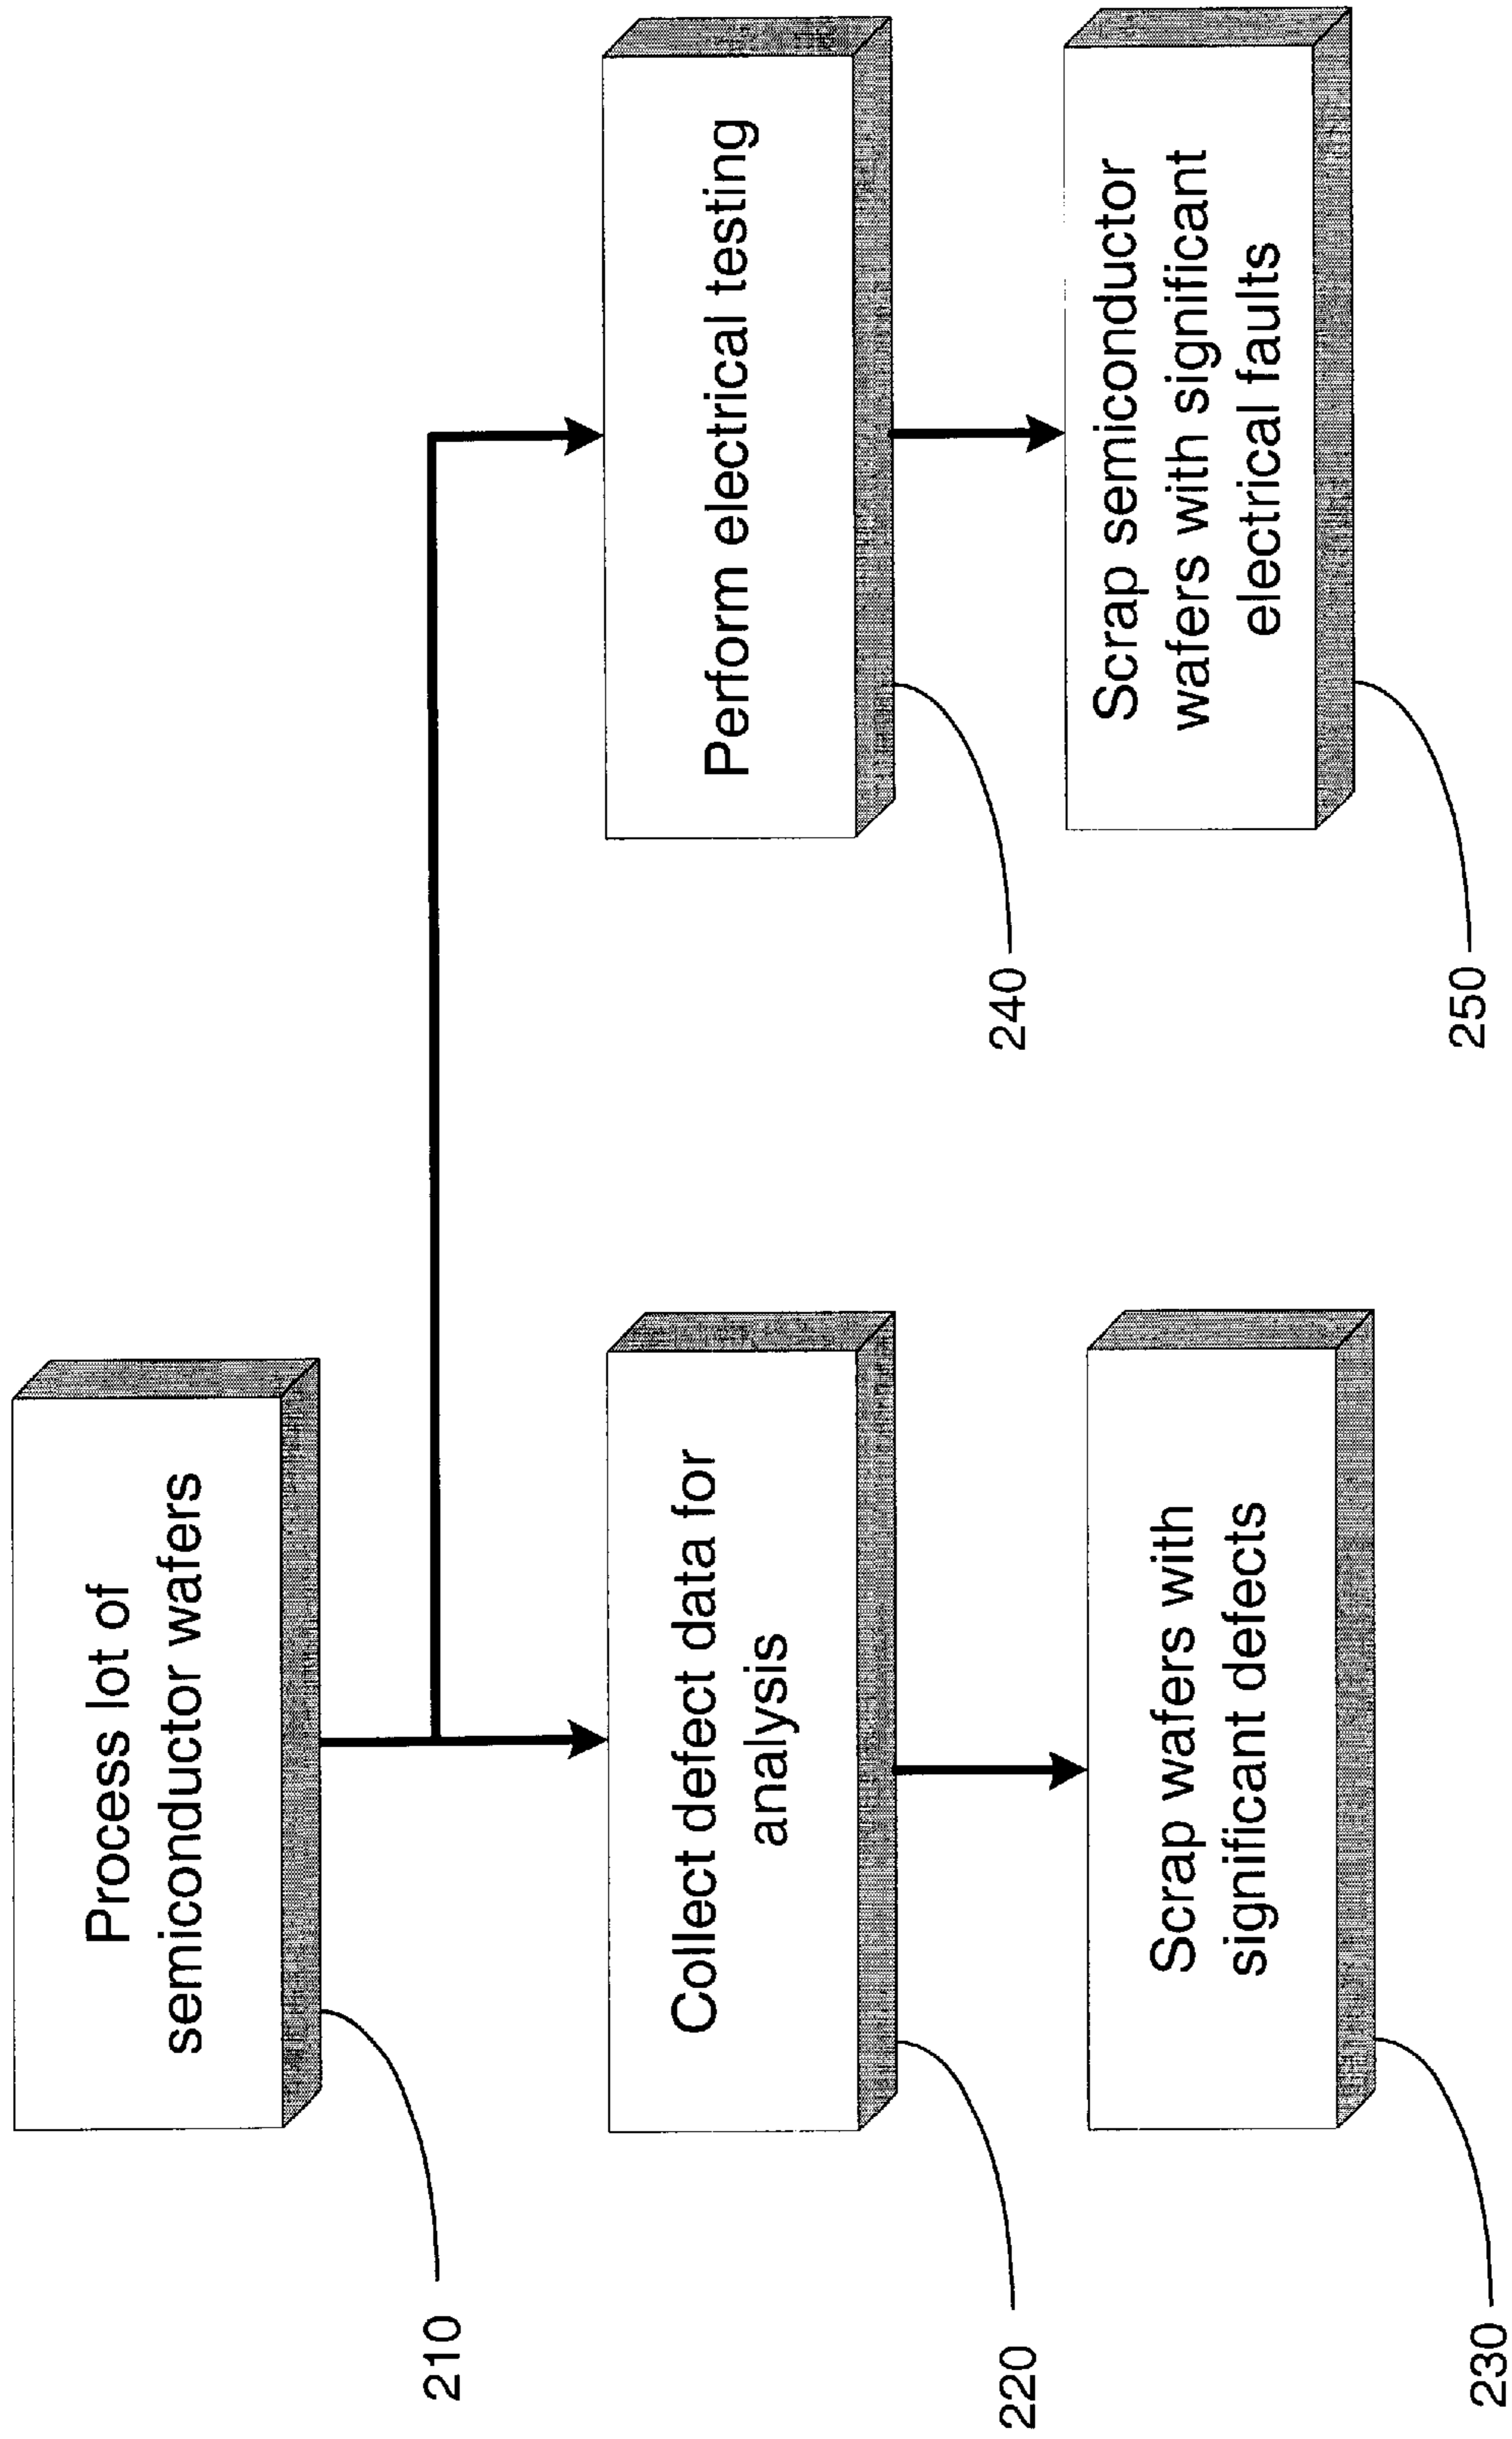 Process lot of
semiconductor wafers
210
Collect defect data for
analysis
220
Scrap wafers with
significant defects
230
Perform electrical testing
240
Scrap semiconductor
wafers with significant
electrical faults
250